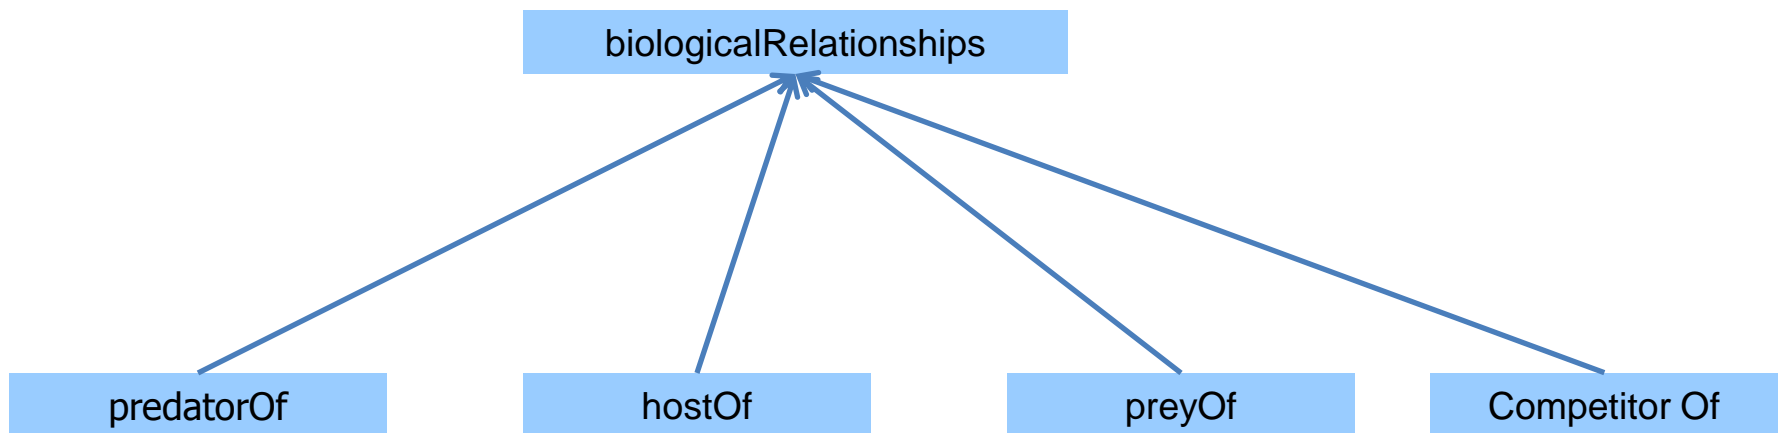 biologicalRelationships
predatorOf
hostOf
preyOf
Competitor Of